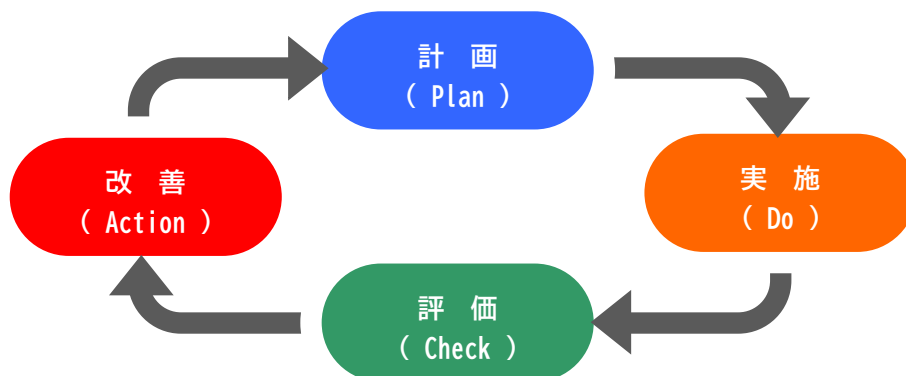 計 画
( Plan )
実 施
( Do )
評 価
( Check )
改 善
( Action )